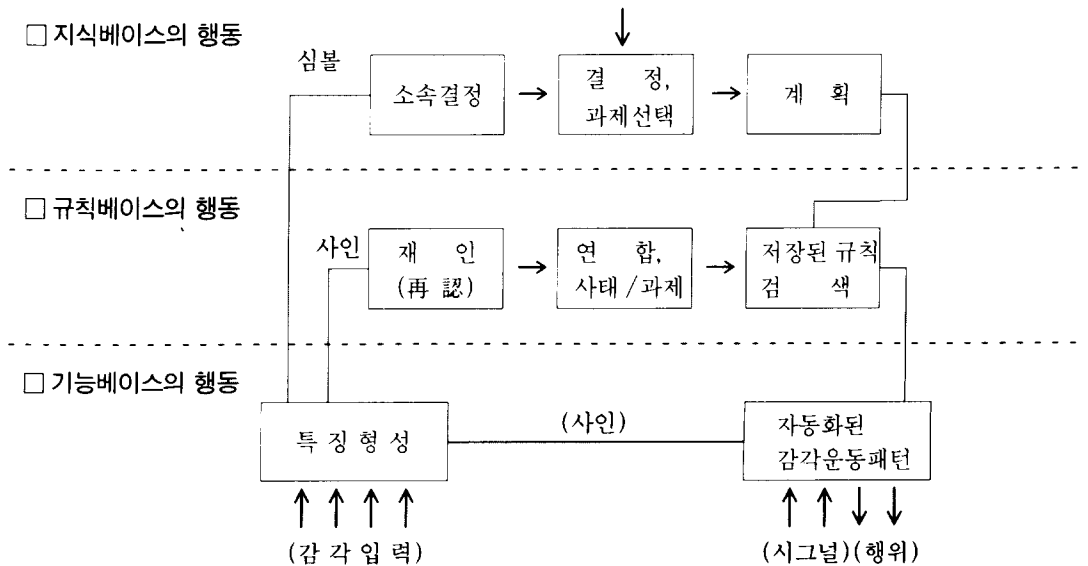 □ 지식베이스의 행동
심볼
소속결정
결 정,
과제선택
계 획
□ 규칙베이스의 행동
사인
재 인
(再 認)
연 합,
사태/과제
저장된 규칙
검 색
□ 기능베이스의 행동
특 징 형 성
(사인)
자동화된
감각운동패턴
(감 각 입 력)
(시그널)(행위)